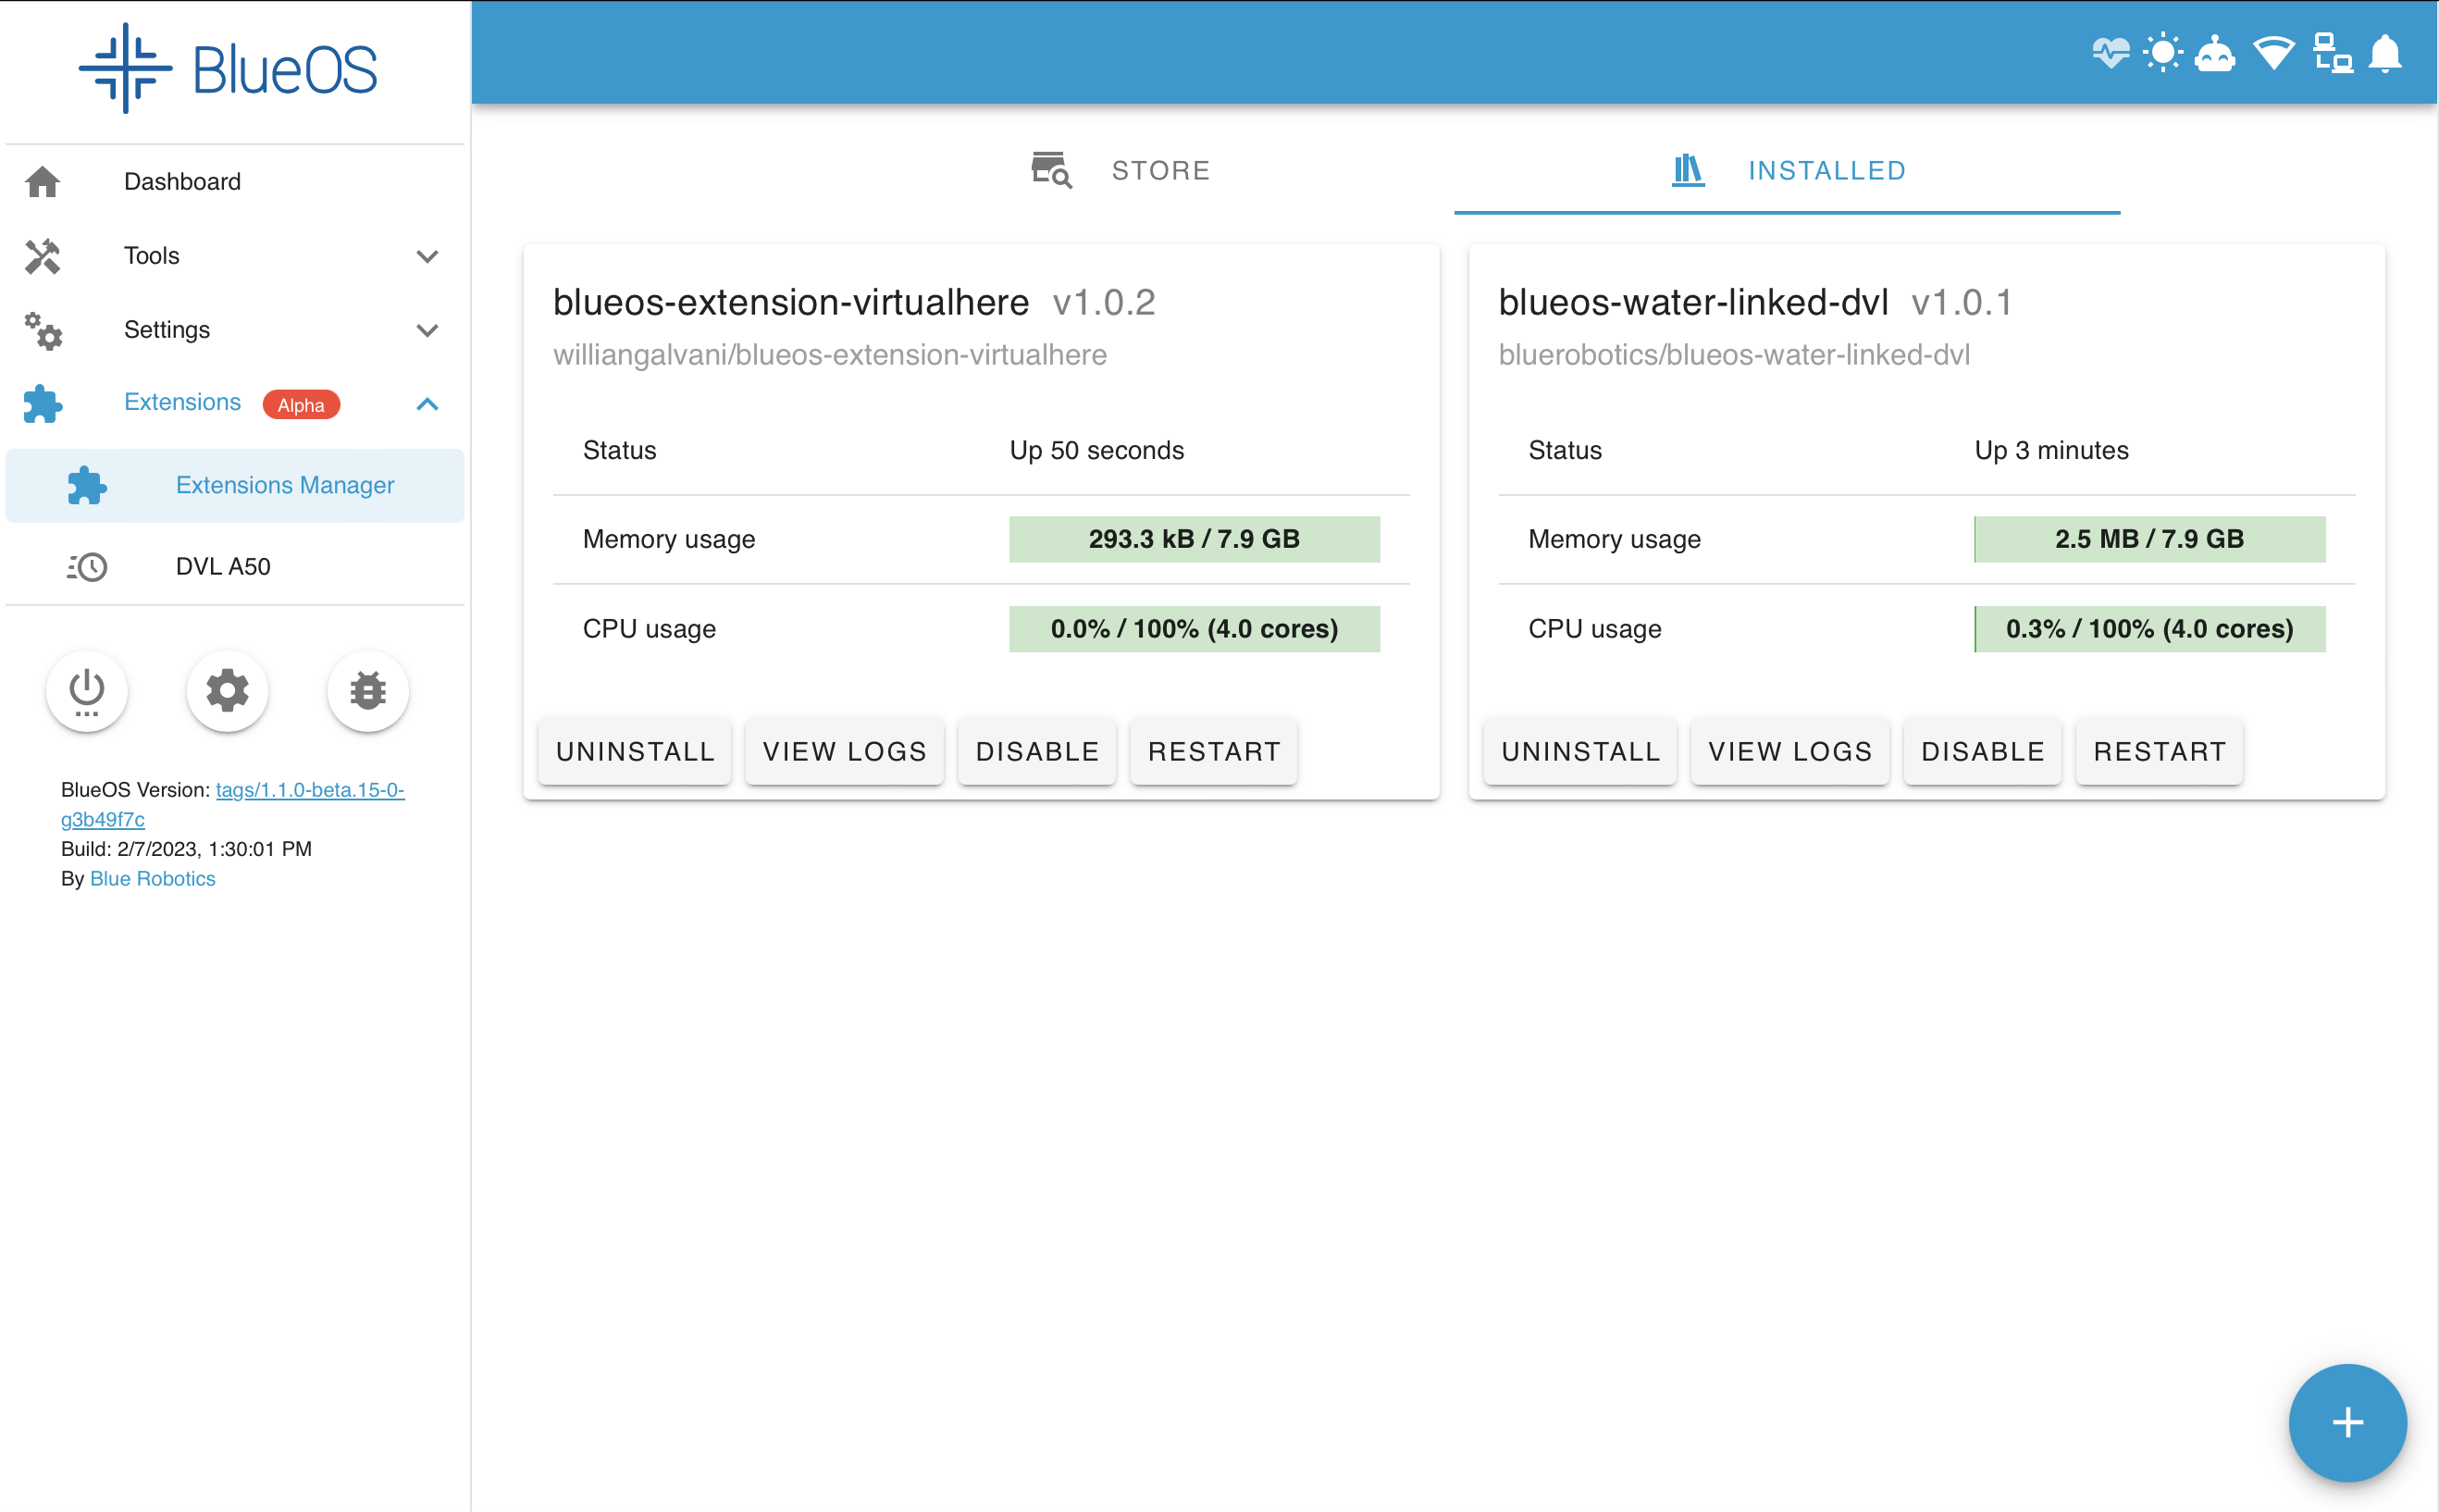 BlueOS
Dashboard
Tools
Settings
Extensions Alpha
Extensions Manager
DVL A50
BlueOS Version: tags/1.1.0-beta.15-0-
g3b49f7c
Build: 2/7/2023, 1:30:01 PM
By Blue Robotics
STORE
INSTALLED
blueos-extension-virtualhere v1.0.2
williangalvani/blueos-extension-virtualhere
Status Up 50 seconds
Memory usage 293.3 kB / 7.9 GB
CPU usage 0.0% / 100% (4.0 cores)
UNINSTALL VIEW LOGS DISABLE RESTART
blueos-water-linked-dvl v1.0.1
bluerobotics/blueos-water-linked-dvl
Status Up 3 minutes
Memory usage 2.5 MB / 7.9 GB
CPU usage 0.3% / 100% (4.0 cores)
UNINSTALL VIEW LOGS DISABLE RESTART